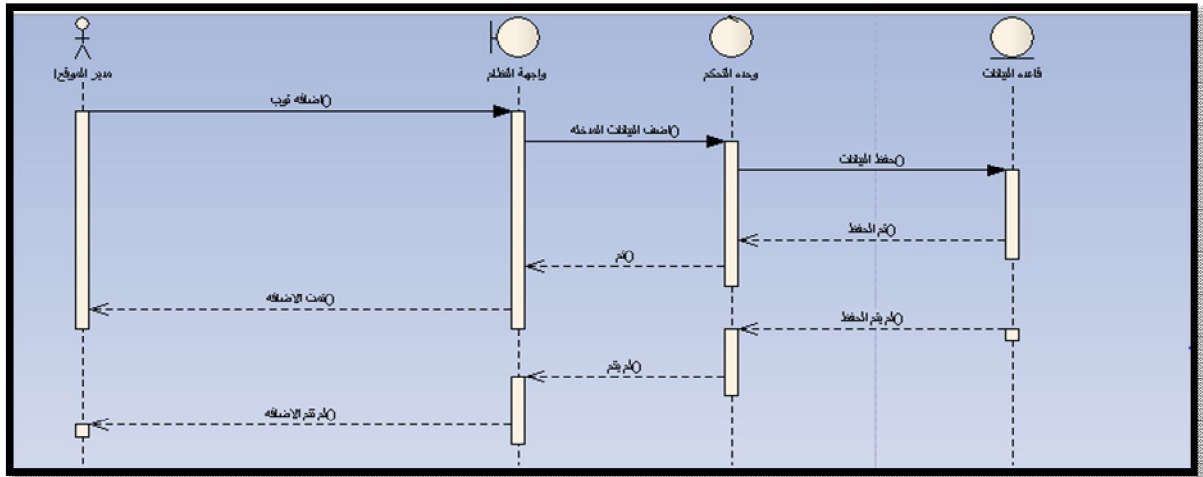 مدير الموقع
واجهة النظام
وحده التحكم
قاعده البيانات
اضافه توب()
اضف البيانات المدخله()
حفظ البيانات()
تم الحفظ()
تم()
تمت الاضافه()
لم يتم الحفظ()
لم يتم()
لم تتم الاضافه()